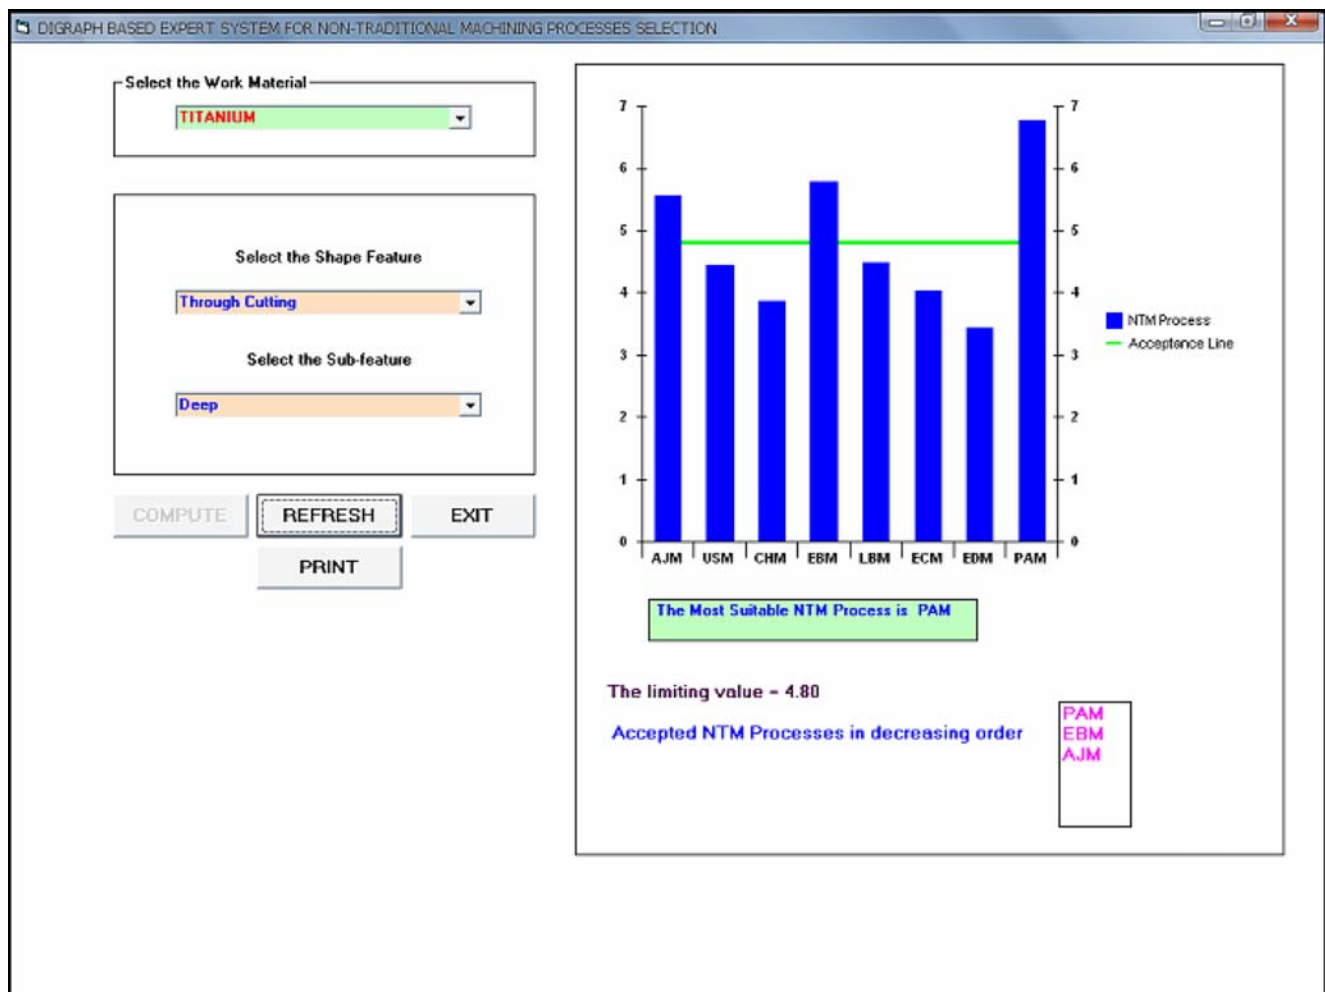 DIGRAPH BASED EXPERT SYSTEM FOR NON-TRADITIONAL MACHINING PROCESSES SELECTION
Select the Work Material
TITANIUM
Select the Shape Feature
Through Cutting
Select the Sub-feature
Deep
COMPUTE REFRESH EXIT
PRINT
7 7
6 6
5 5
4 4
3 3
2 2
1 1
0 0
AJM USM CHM EBM LBM ECM EDM PAM
NTM Process
Acceptance Line
The Most Suitable NTM Process is PAM
The limiting value = 4.80
Accepted NTM Processes in decreasing order
PAM
EBM
AJM